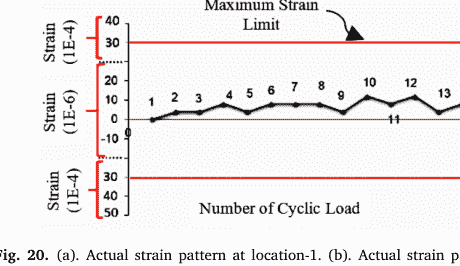 Maximum Strain
Limit
Strain
(1E-4)
40
30
Strain
(1E-6)
20
10
0
-10
0
1 2 3 4 5 6 7 8 9 10 11 12 13
Strain
(1E-4)
30
40
50
Number of Cyclic Load
Fig. 20. (a). Actual strain pattern at location-1. (b). Actual strain p